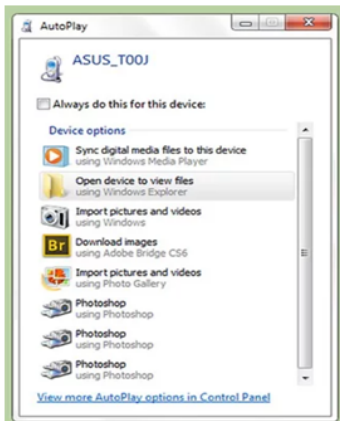 AutoPlay
ASUS_T00J
Always do this for this device:
Device options
Sync digital media files to this device
using Windows Media Player
Open device to view files
using Windows Explorer
Import pictures and videos
using Windows
Br
Download images
using Adobe Bridge CS6
Import pictures and videos
using Photo Gallery
Photoshop
using Photoshop
Photoshop
using Photoshop
Photoshop
using Photoshop
View more AutoPlay options in Control Panel